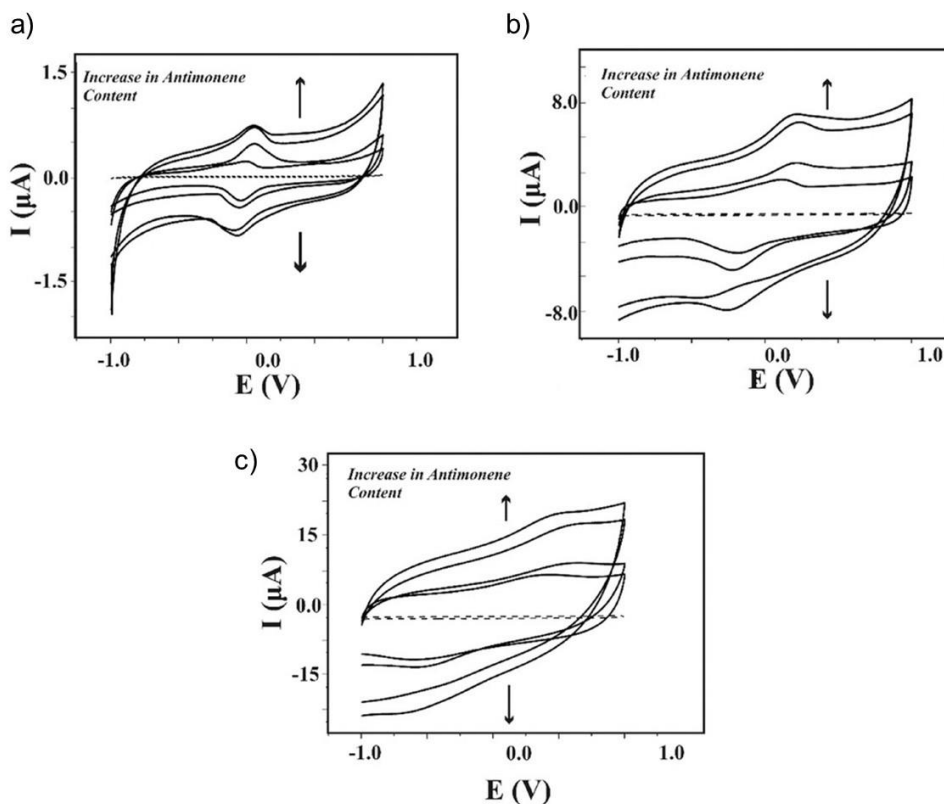 a)
Increase in Antimonene
Content
1.5
0.0
-1.5
I (μA)
-1.0
0.0
1.0
E (V)
b)
Increase in Antimonene
Content
8.0
0.0
-8.0
I (μA)
-1.0
0.0
1.0
E (V)
c)
Increase in Antimonene
Content
30
15
0.0
-15
I (μA)
-1.0
0.0
1.0
E (V)